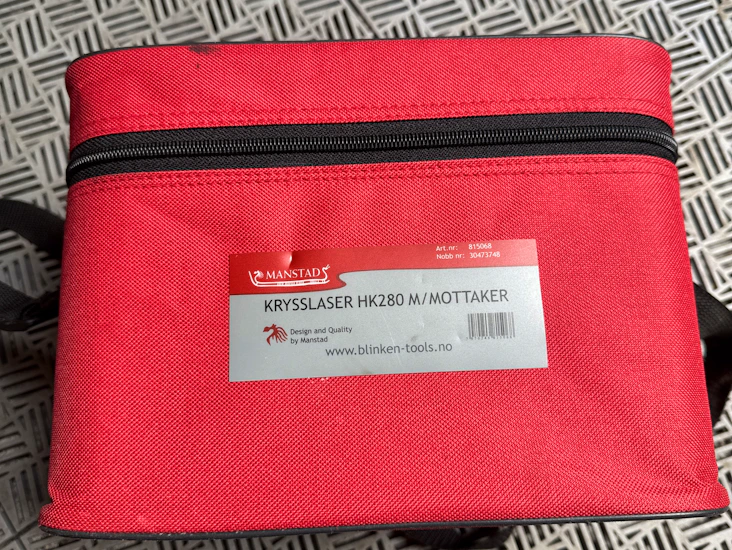 Art.nr: 815068
Nobb nr: 30473748
MANSTAD
KRYSSLASER HK280 M/MOTTAKER
Design and Quality
by Manstad
www.blinken-tools.no